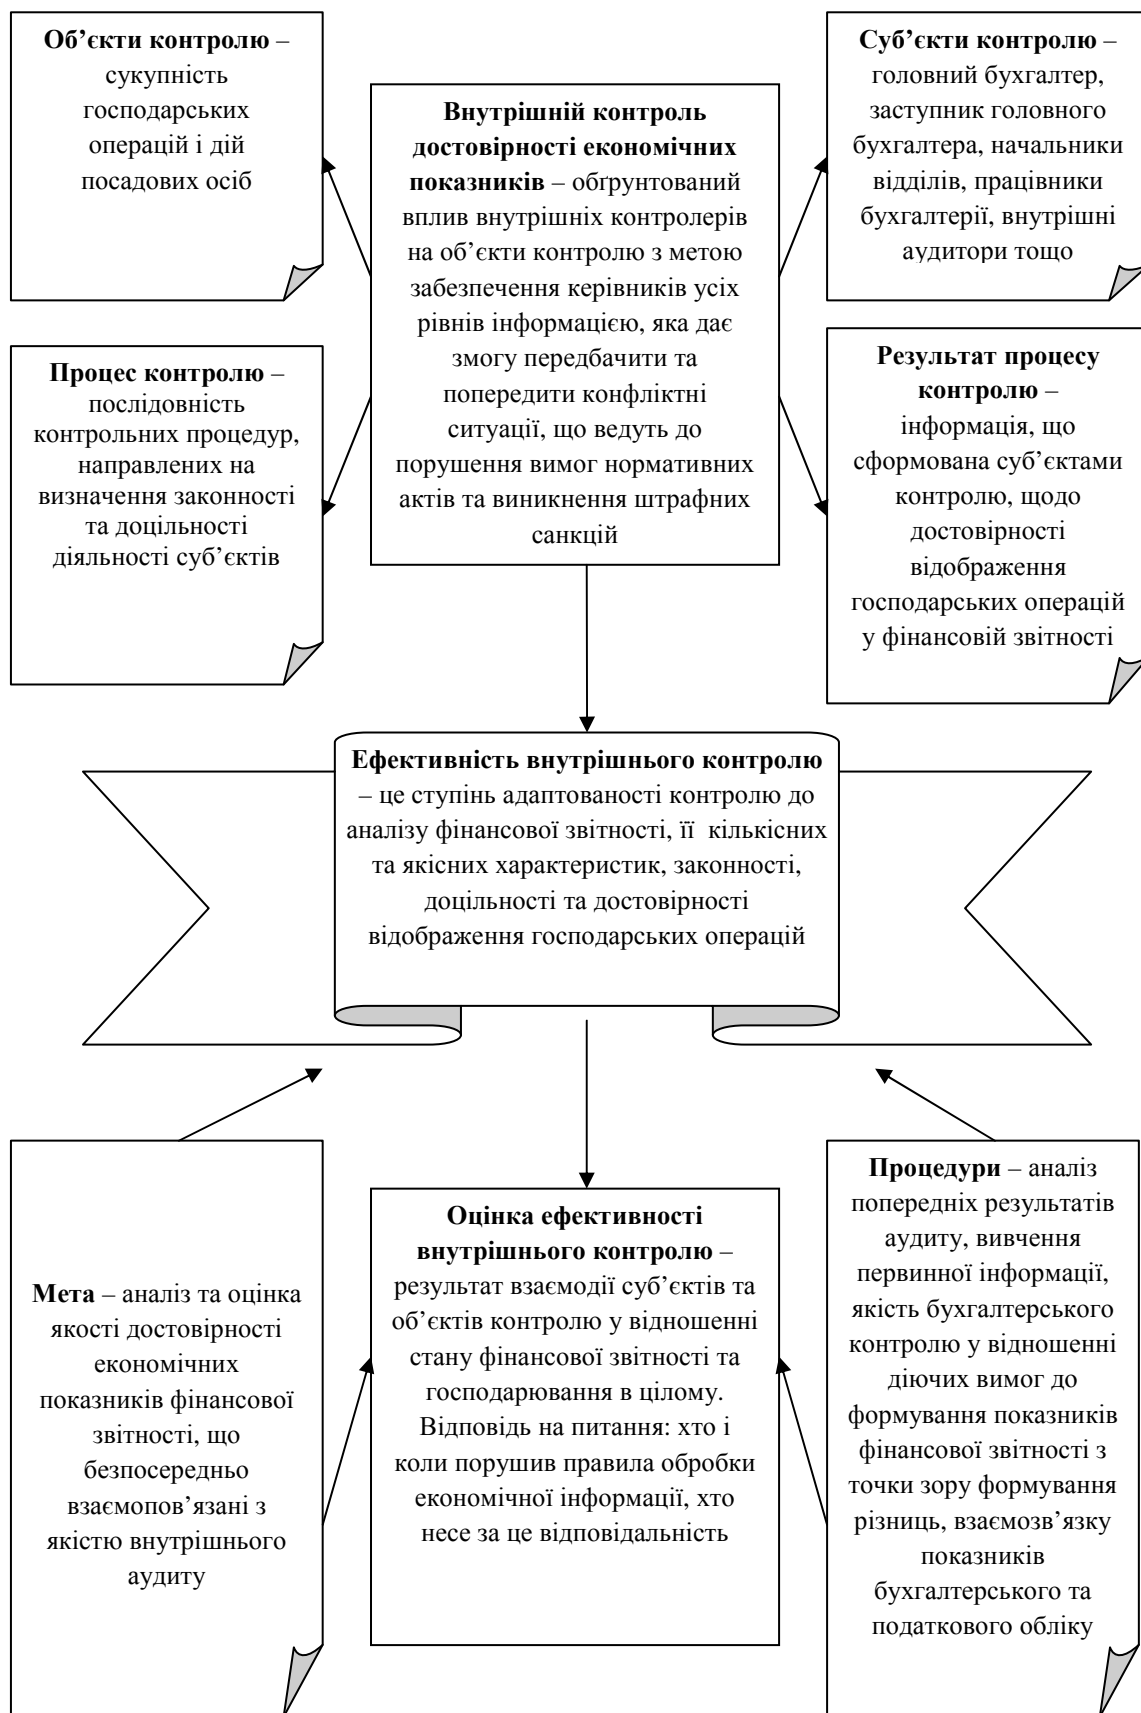 Об’єкти контролю –
сукупність
господарських
операцій і дій
посадових осіб
Внутрішній контроль
достовірності економічних
показників – обґрунтований
вплив внутрішніх контролерів
на об’єкти контролю з метою
забезпечення керівників усіх
рівнів інформацією, яка дає
змогу передбачити та
попередити конфліктні
ситуації, що ведуть до
порушення вимог нормативних
актів та виникнення штрафних
санкцій
Суб’єкти контролю –
головний бухгалтер,
заступник головного
бухгалтера, начальники
відділів, працівники
бухгалтерії, внутрішні
аудитори тощо
Процес контролю –
послідовність
контрольних процедур,
направлених на
визначення законності
та доцільності
діяльності суб’єктів
Результат процесу
контролю –
інформація, що
сформована суб’єктами
контролю, щодо
достовірності
відображення
господарських операцій
у фінансовій звітності
Ефективність внутрішнього контролю
– це ступінь адаптованості контролю до
аналізу фінансової звітності, її кількісних
та якісних характеристик, законності,
доцільності та достовірності
відображення господарських операцій
Мета – аналіз та оцінка
якості достовірності
економічних
показників фінансової
звітності, що
безпосередньо
взаємопов’язані з
якістю внутрішнього
аудиту
Оцінка ефективності
внутрішнього контролю –
результат взаємодії суб’єктів та
об’єктів контролю у відношенні
стану фінансової звітності та
господарювання в цілому.
Відповідь на питання: хто і
коли порушив правила обробки
економічної інформації, хто
несе за це відповідальність
Процедури – аналіз
попередніх результатів
аудиту, вивчення
первинної інформації,
якість бухгалтерського
контролю у відношенні
діючих вимог до
формування показників
фінансової звітності з
точки зору формування
різниць, взаємозв’язку
показників
бухгалтерського та
податкового обліку